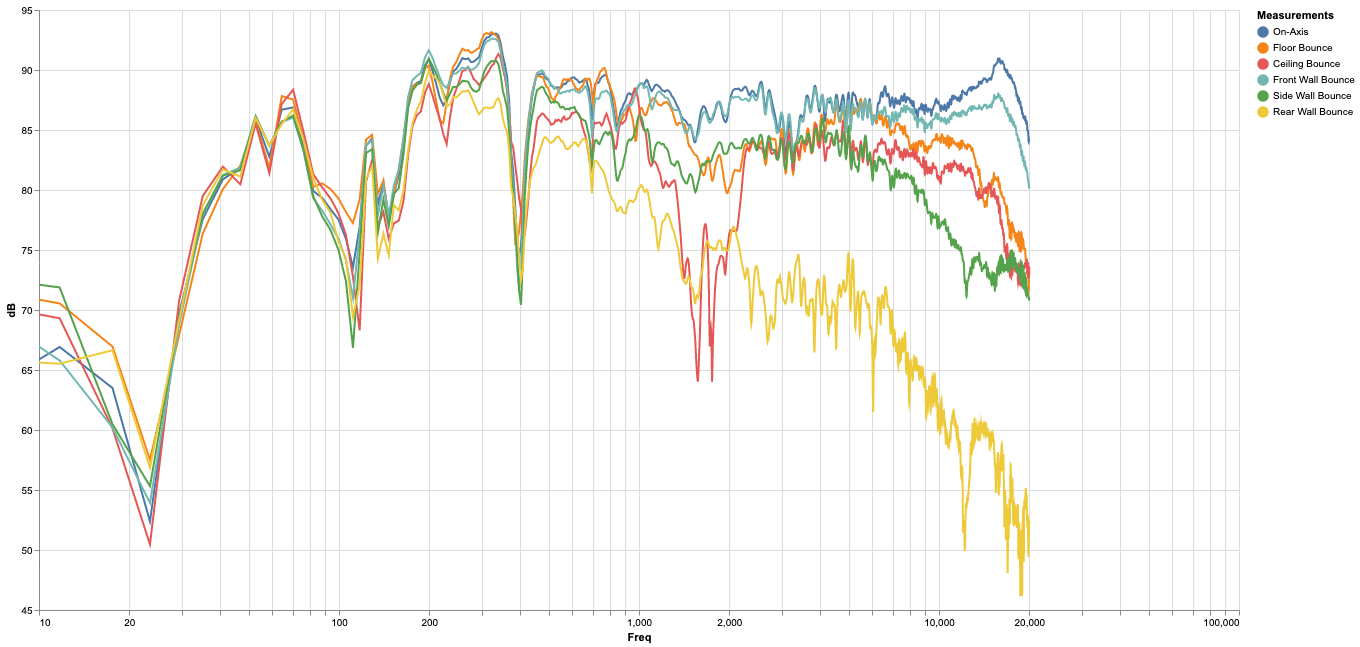 95
90
85
80
75
70
65
60
55
50
45
dB
10
20
100
200
1,000
2,000
10,000
20,000
100,000
Freq
Measurements
On-Axis
Floor Bounce
Ceiling Bounce
Front Wall Bounce
Side Wall Bounce
Rear Wall Bounce